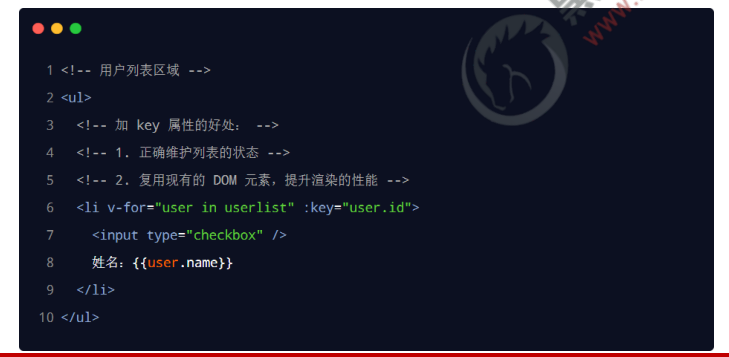 1 <!-- 用户列表区域 -->
2 <ul>
3   <!-- 加 key 属性的好处： -->
4   <!-- 1. 正确维护列表的状态 -->
5   <!-- 2. 复用现有的 DOM 元素，提升渲染的性能 -->
6   <li v-for="user in userlist" :key="user.id">
7     <input type="checkbox" />
8     姓名：{{user.name}}
9   </li>
10 </ul>